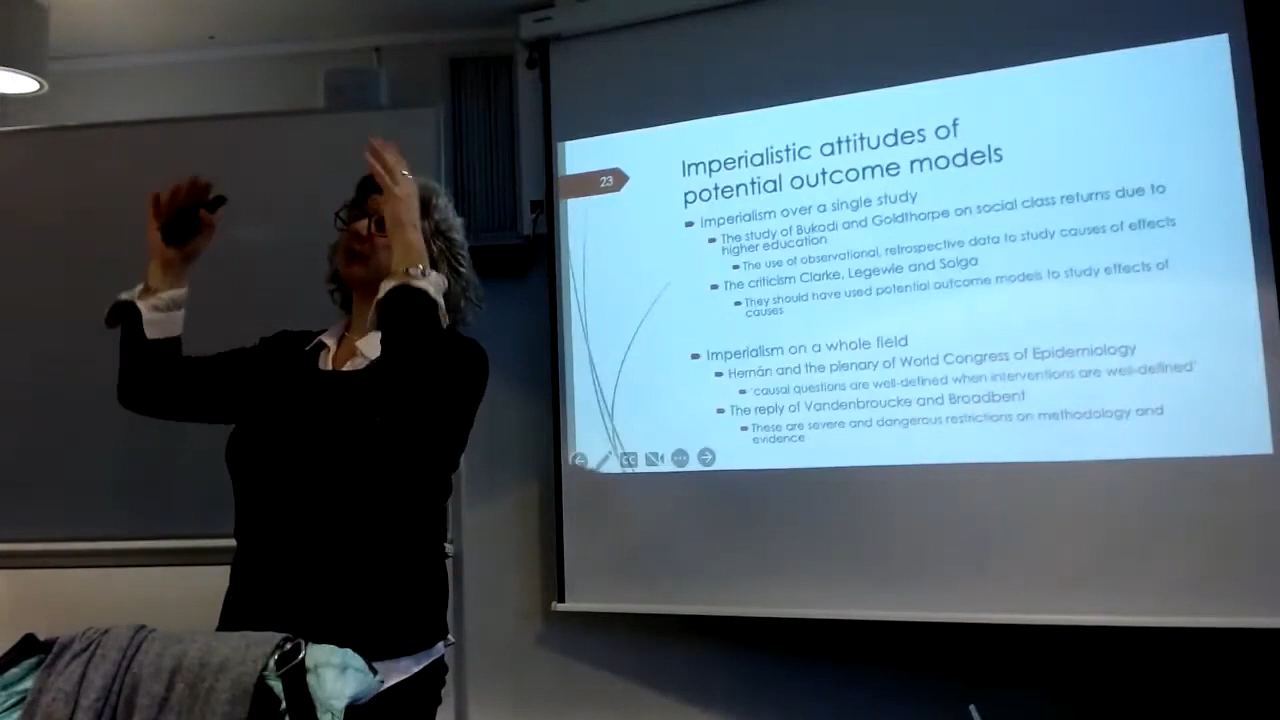 23
Imperialistic attitudes of
potential outcome models
Imperialism over a single study
The study of Bukodi and Goldthorpe on social class returns due to
higher education
The use of observational, retrospective data to study causes of effects
The criticism Clarke, Legewie and Solga
They should have used potential outcome models to study effects of
causes
Imperialism on a whole field
Hernán and the plenary of World Congress of Epidemiology
'causal questions are well-defined when interventions are well-defined'
The reply of Vandenbroucke and Broadbent
These are severe and dangerous restrictions on methodology and
evidence
CC